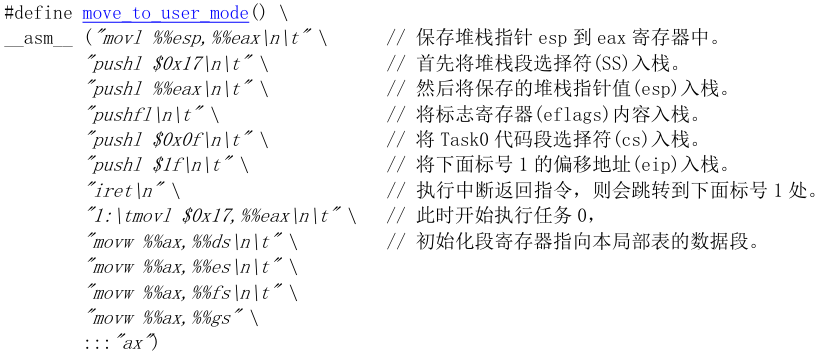 #define move_to_user_mode() \
__asm__ ("movl %%esp,%%eax\n\t" \ // 保存堆栈指针 esp 到 eax 寄存器中。
"pushl $0x17\n\t" \ // 首先将堆栈段选择符(SS)入栈。
"pushl %%eax\n\t" \ // 然后将保存的堆栈指针值(esp)入栈。
"pushfl\n\t" \ // 将标志寄存器(eflags)内容入栈。
"pushl $0x0f\n\t" \ // 将 Task0 代码段选择符(cs)入栈。
"pushl $1f\n\t" \ // 将下面标号 1 的偏移地址(eip)入栈。
"iret\n" \ // 执行中断返回指令，则会跳转到下面标号 1 处。
"1:\tmovl $0x17,%%eax\n\t" \ // 此时开始执行任务 0，
"movw %%ax,%%ds\n\t" \ // 初始化段寄存器指向本局部表的数据段。
"movw %%ax,%%es\n\t" \
"movw %%ax,%%fs\n\t" \
"movw %%ax,%%gs" \
:::"ax")